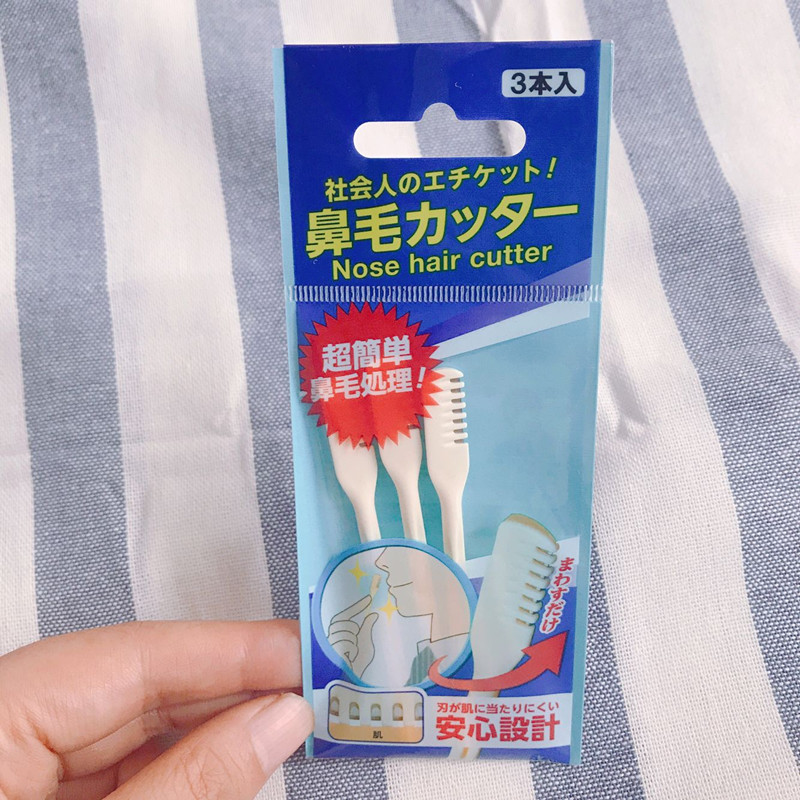 3本入
社会人のエチケット!
鼻毛カッター
Nose hair cutter
超簡単
鼻毛処理!
まわすだけ
刃が肌に当たりにくい
安心設計
肌